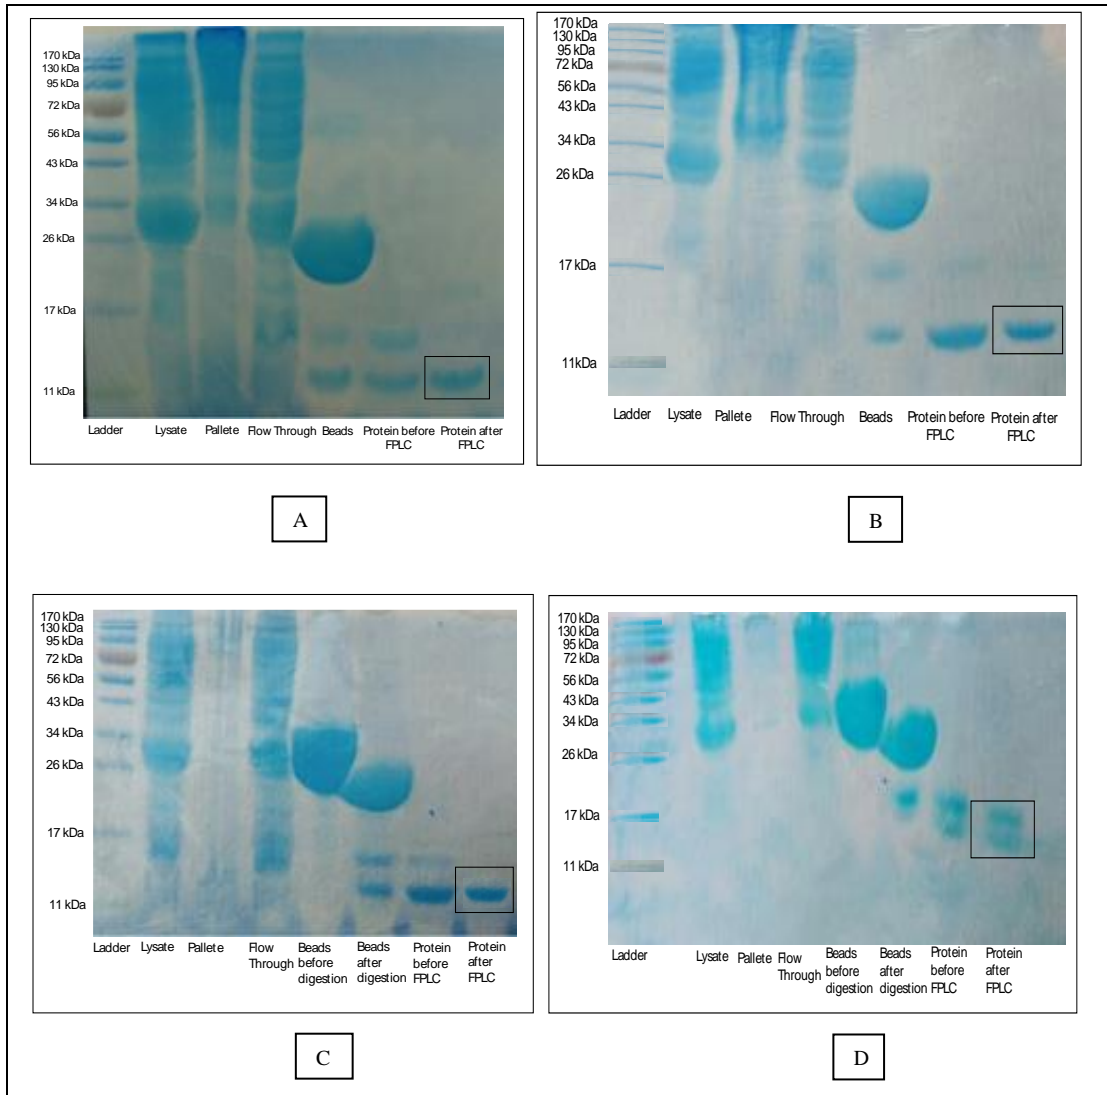 170 kDa
130 kDa
95 kDa
72 kDa
56 kDa
43 kDa
34 kDa
26 kDa
17 kDa
11 kDa
Ladder Lysate Pallete Flow Through Beads Protein before FPLC Protein after FPLC
A
170 kDa
130 kDa
95 kDa
72 kDa
56 kDa
43 kDa
34 kDa
26 kDa
17 kDa
11kDa
Ladder Lysate Pallete Flow Through Beads Protein before FPLC Protein after FPLC
B
170 kDa
130 kDa
95 kDa
72 kDa
56 kDa
43 kDa
34 kDa
26 kDa
17 kDa
11 kDa
Ladder Lysate Pallete Flow Through Beads before digestion Beads after digestion Protein before FPLC Protein after FPLC
C
170 kDa
130 kDa
95 kDa
72 kDa
56 kDa
43 kDa
34 kDa
26 kDa
17 kDa
11 kDa
Ladder Lysate Pallete Flow Through Beads before digestion Beads after digestion Protein before FPLC Protein after FPLC
D